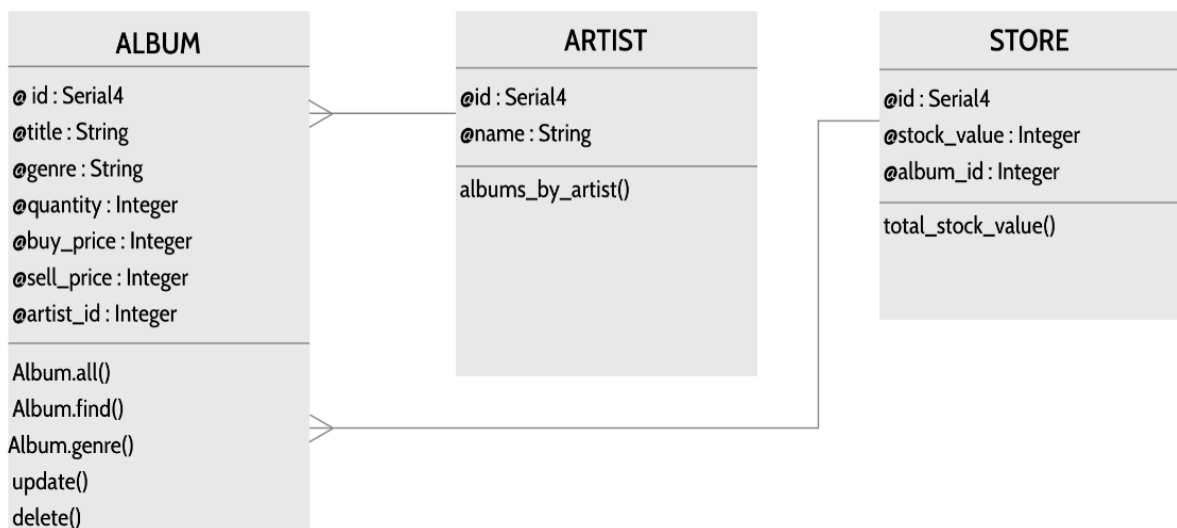 ALBUM
@ id : Serial4
@title : String
@genre : String
@quantity : Integer
@buy_price : Integer
@sell_price : Integer
@artist_id : Integer
Album.all()
Album.find()
Album.genre()
update()
delete()
ARTIST
@id : Serial4
@name : String
albums_by_artist()
STORE
@id : Serial4
@stock_value : Integer
@album_id : Integer
total_stock_value()